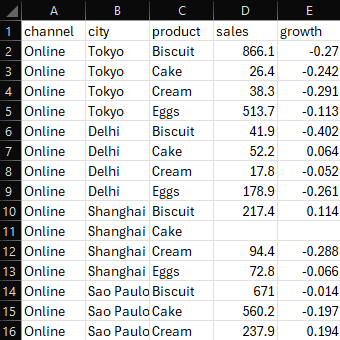 A B C D E
1 channel city product sales growth
2 Online Tokyo Biscuit 866.1 -0.27
3 Online Tokyo Cake 26.4 -0.242
4 Online Tokyo Cream 38.3 -0.291
5 Online Tokyo Eggs 513.7 -0.113
6 Online Delhi Biscuit 41.9 -0.402
7 Online Delhi Cake 52.2 0.064
8 Online Delhi Cream 17.8 -0.052
9 Online Delhi Eggs 178.9 -0.261
10 Online Shanghai Biscuit 217.4 0.114
11 Online Shanghai Cake
12 Online Shanghai Cream 94.4 -0.288
13 Online Shanghai Eggs 72.8 -0.066
14 Online Sao Paulo Biscuit 671 -0.014
15 Online Sao Paulo Cake 560.2 -0.197
16 Online Sao Paulo Cream 237.9 0.194